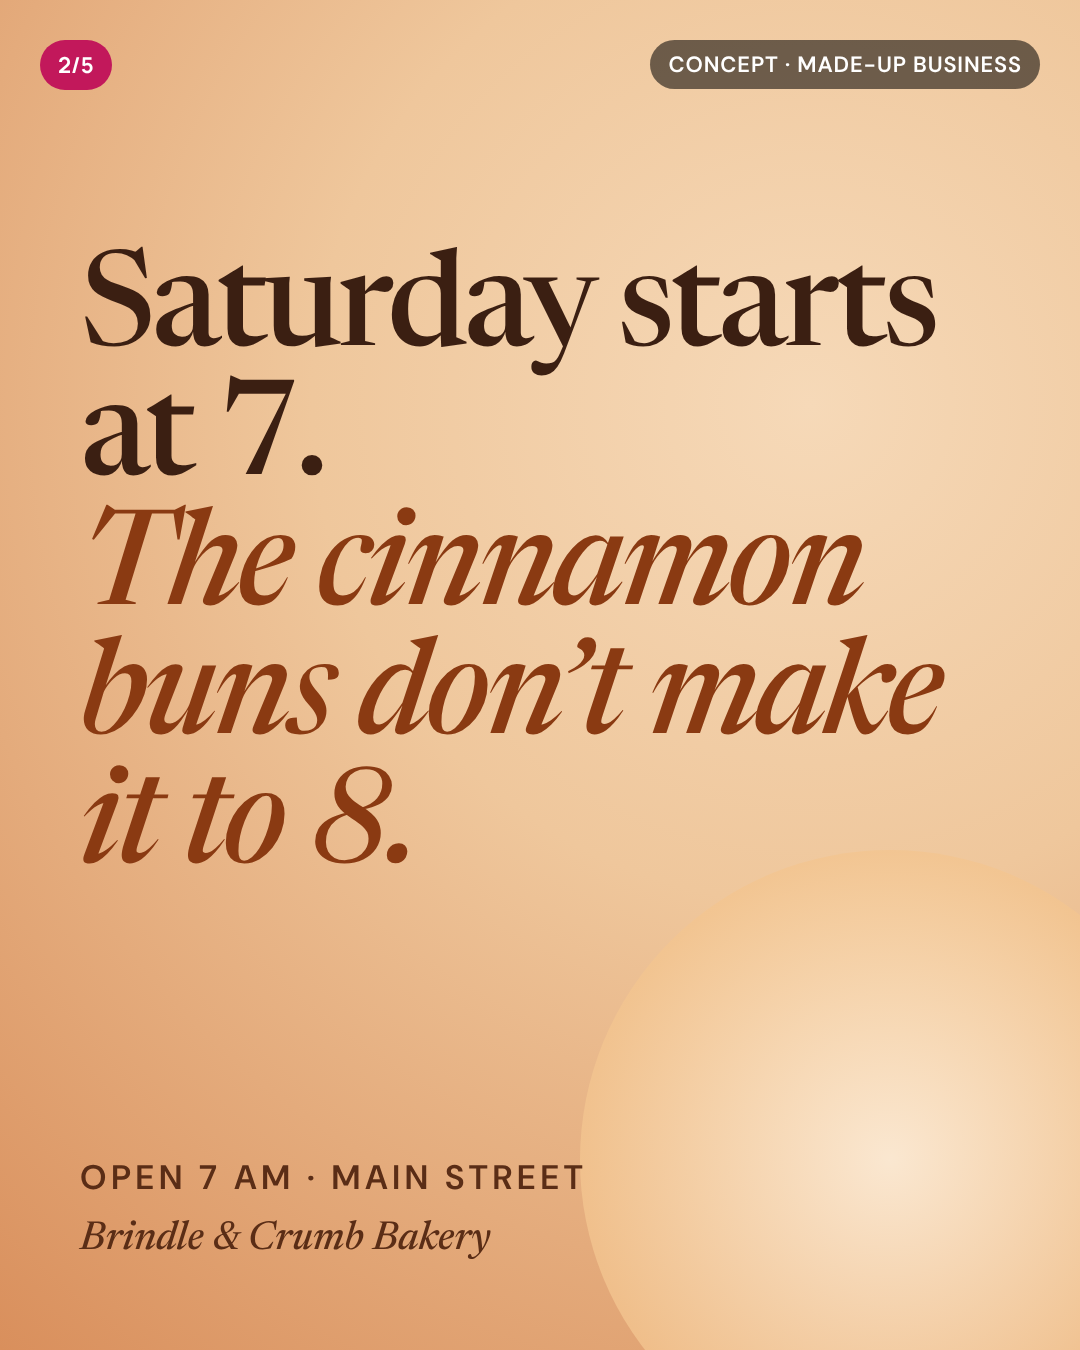 2/5
CONCEPT · MADE-UP BUSINESS
Saturday starts
at 7.
The cinnamon
buns don’t make
it to 8.
OPEN 7 AM · MAIN STREET
Brindle & Crumb Bakery